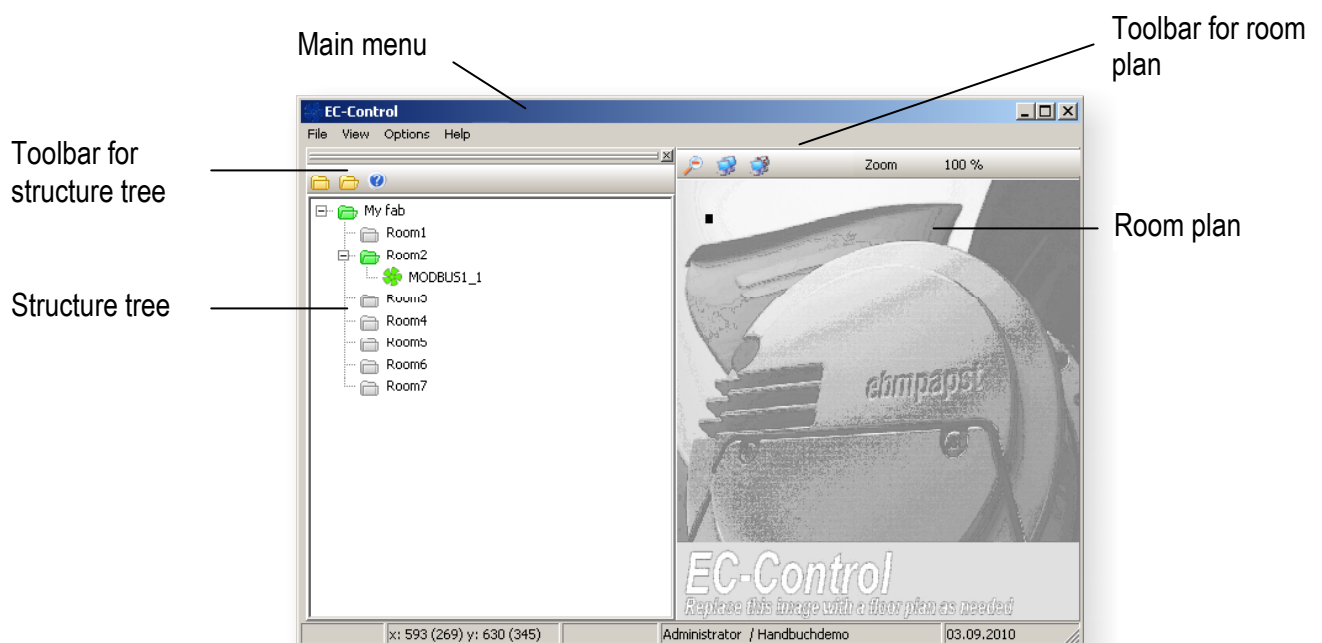 Main menu
Toolbar for room
plan
EC-Control
File View Options Help
Toolbar for
structure tree
Zoom 100 %
My fab
Room1
Room2
MODBUS1_1
Room3
Room4
Room5
Room6
Room7
Structure tree
Room plan
ebmpapst
EC-Control
Replace this image with a floor plan as needed
x: 593 (269) y: 630 (345) Administrator / Handbuchdemo 03.09.2010